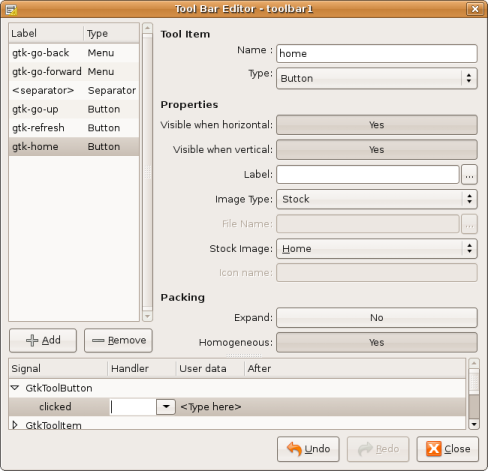 Tool Bar Editor - toolbar1
Label Type
gtk-go-back Menu
gtk-go-forward Menu
<separator> Separator
gtk-go-up Button
gtk-refresh Button
gtk-home Button
Add Remove
Tool Item
Name : home
Type: Button
Properties
Visible when horizontal: Yes
Visible when vertical: Yes
Label: ...
Image Type: Stock
File Name: ...
Stock Image: Home
Icon name:
Packing
Expand: No
Homogeneous: Yes
Signal Handler User data After
GtkToolButton
clicked <Type here>
GtkToolItem
Undo Redo Close